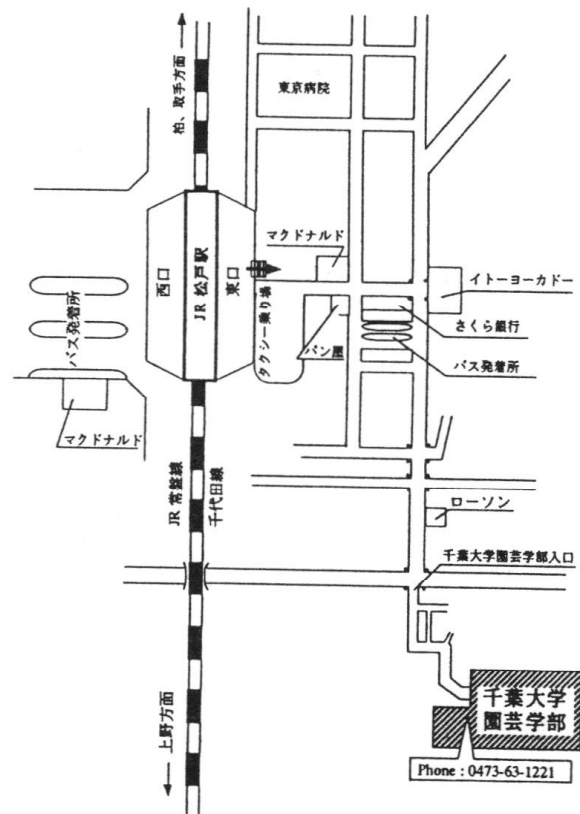 柏、取手方面
東京病院
マクドナルド
西口
JR 松戸駅
東口
イトーヨーカドー
バス発着所
タクシー乗り場
パン屋
さくら銀行
バス発着所
マクドナルド
JR 常盤線
千代田線
ローソン
千葉大学園芸学部入口
上野方面
千葉大学
園芸学部
Phone : 0473-63-1221